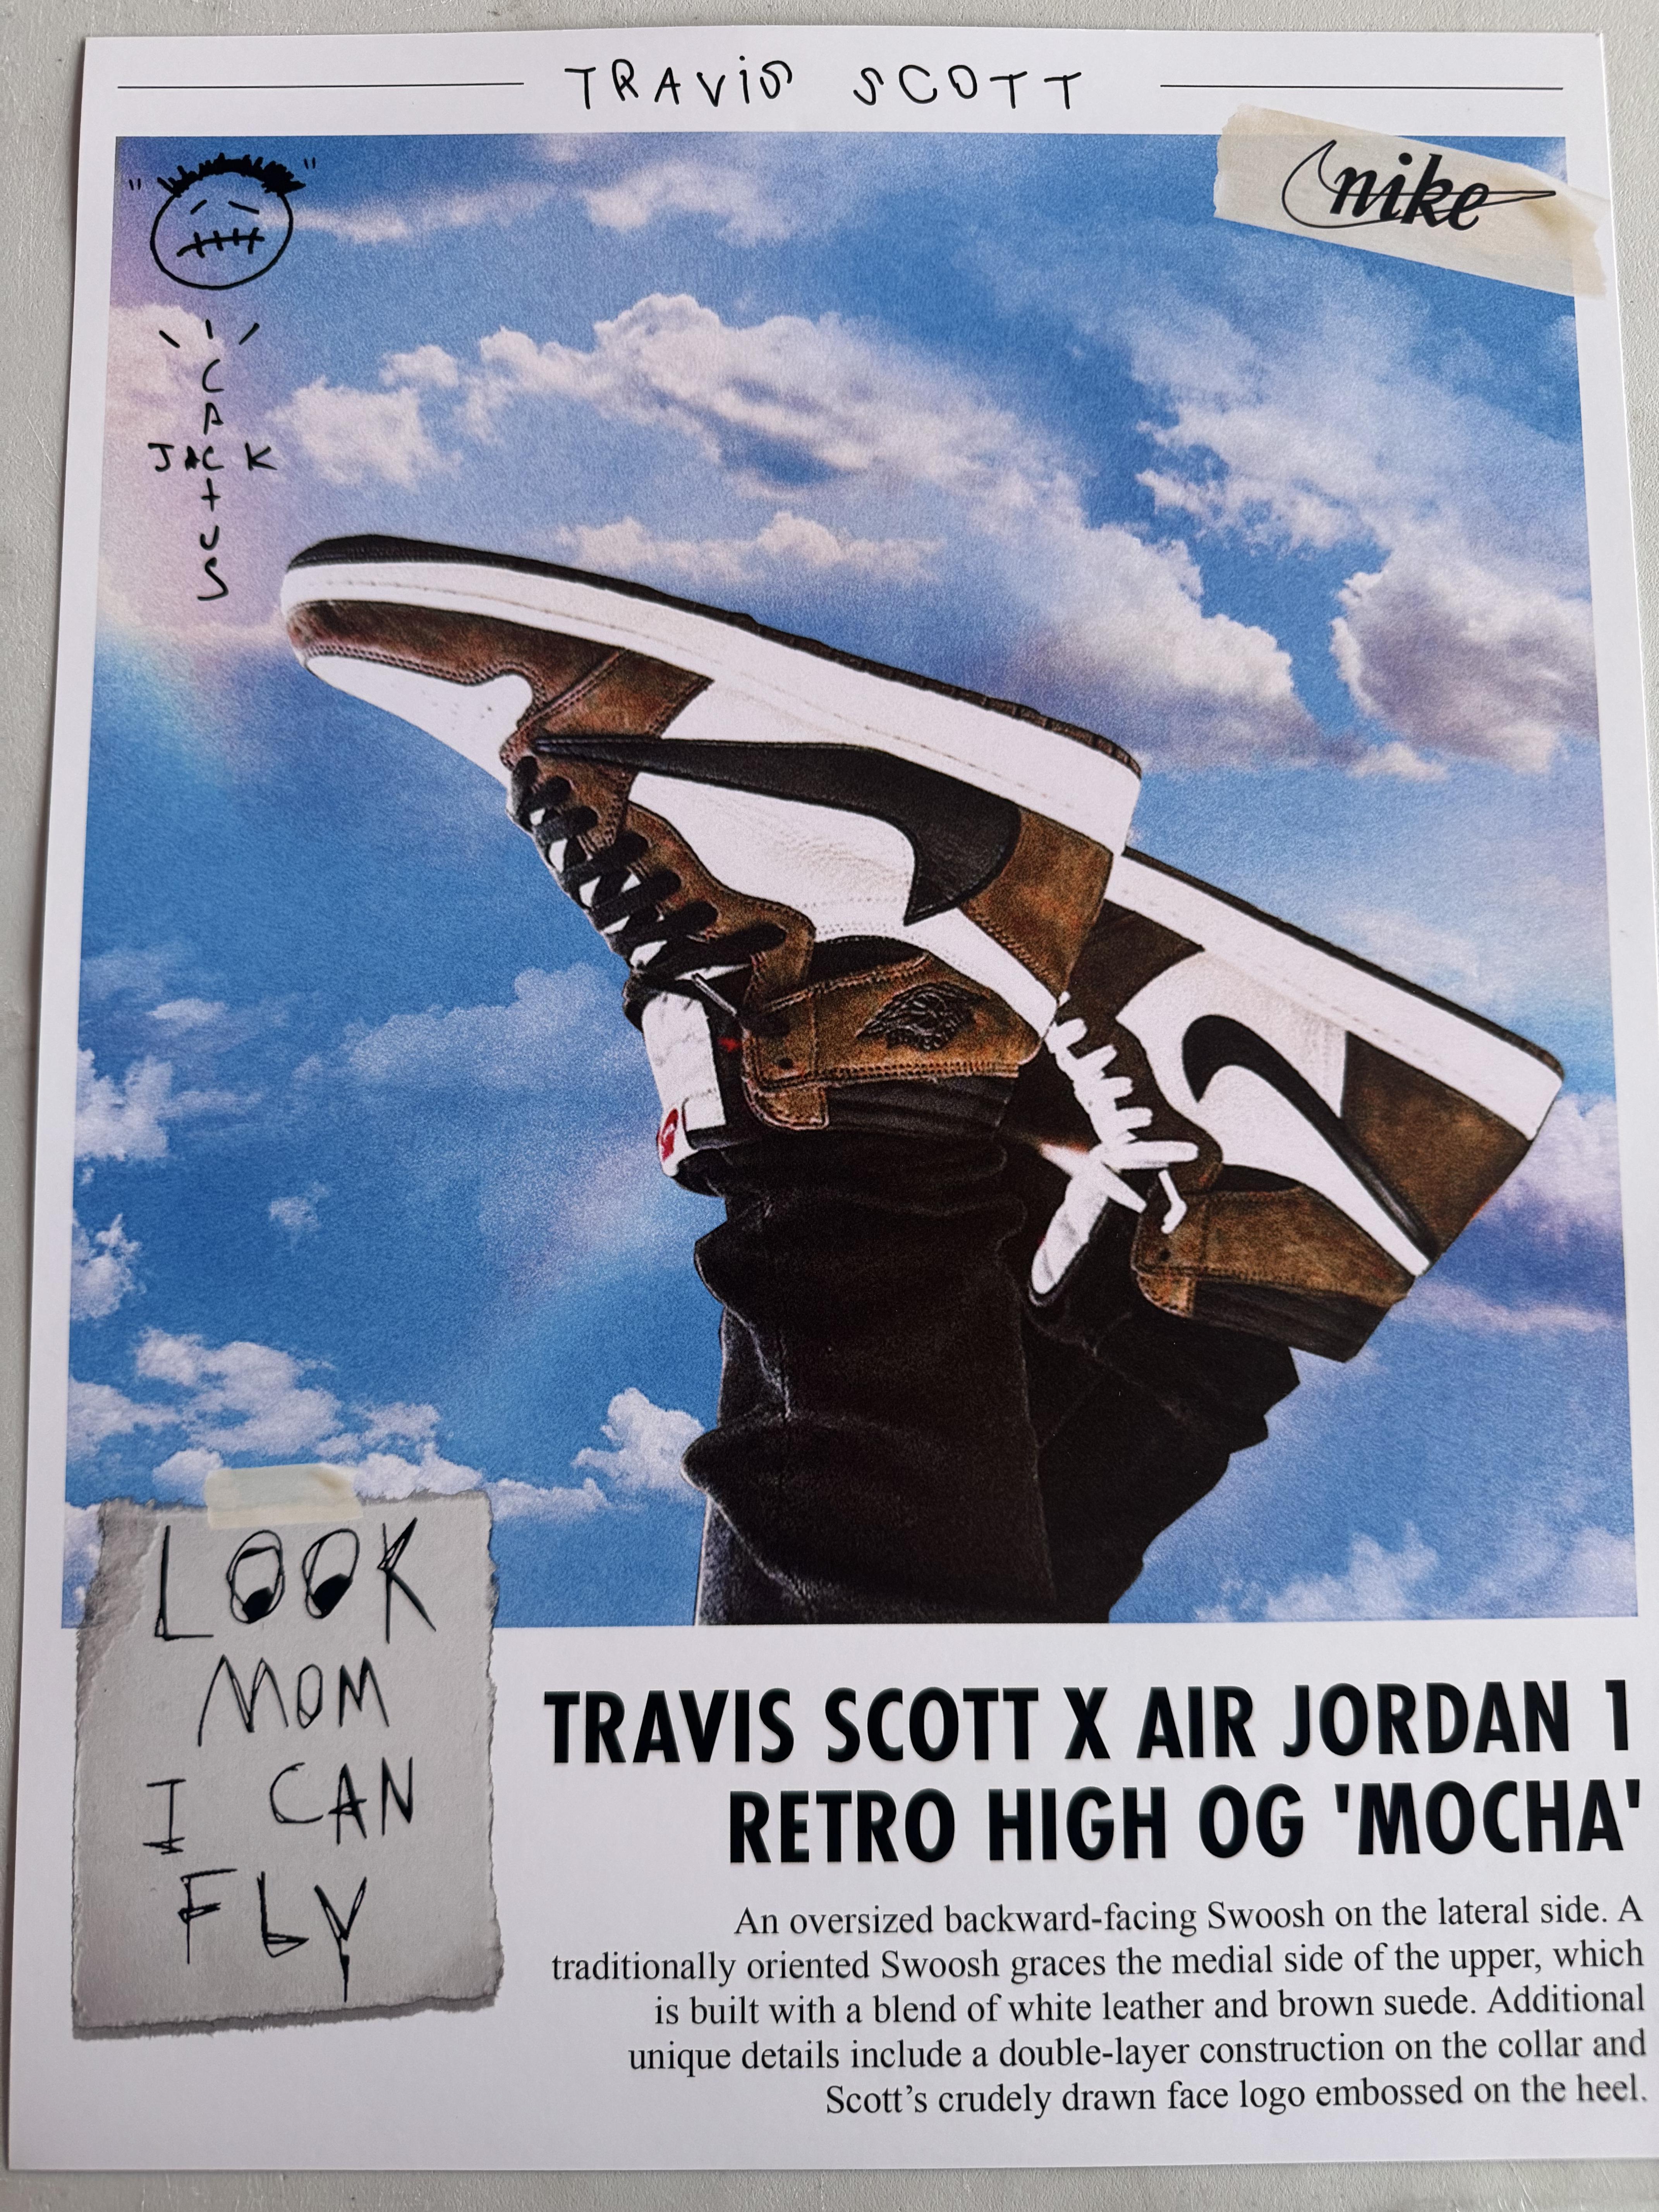 TRAVIS SCOTT
nike
CACTUS
JACK
LOOK
MOM
I CAN
FLY
TRAVIS SCOTT X AIR JORDAN 1
RETRO HIGH OG 'MOCHA'
An oversized backward-facing Swoosh on the lateral side. A
traditionally oriented Swoosh graces the medial side of the upper, which
is built with a blend of white leather and brown suede. Additional
unique details include a double-layer construction on the collar and
Scott’s crudely drawn face logo embossed on the heel.